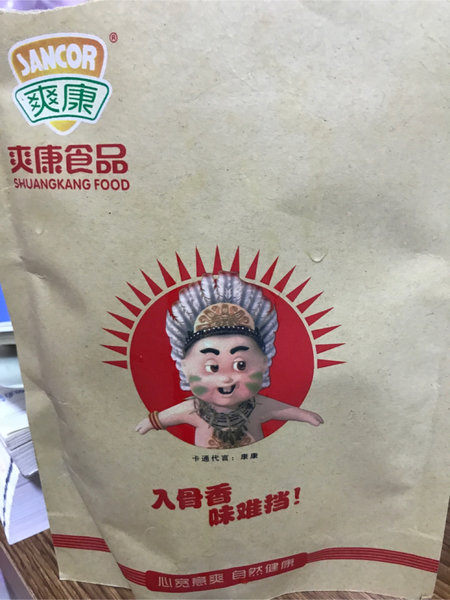 SANCOR
®
爽康
爽康食品
SHUANGKANG FOOD
卡通代言：康康
入骨香
味难挡！
心宽意爽 自然健康